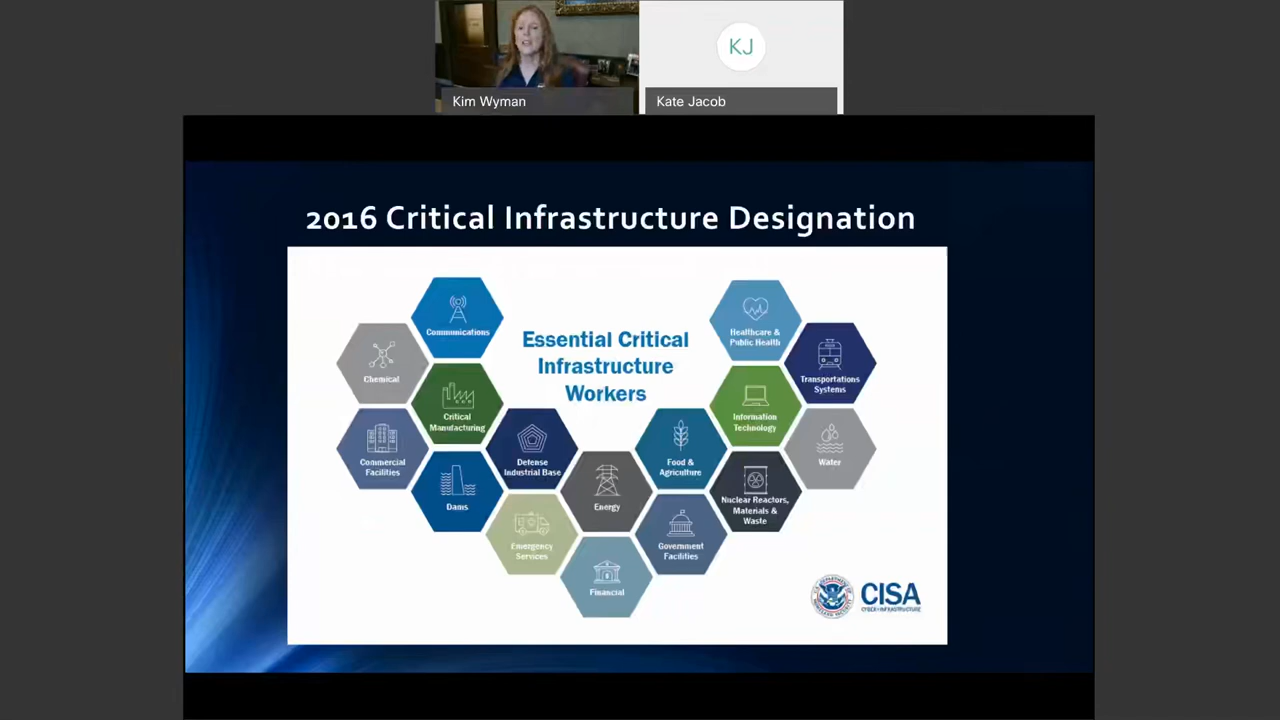 KJ
Kim Wyman
Kate Jacob
2016 Critical Infrastructure Designation
Essential Critical
Infrastructure
Workers
Communications
Chemical
Critical
Manufacturing
Commercial
Facilities
Dams
Defense
Industrial Base
Emergency
Services
Energy
Financial
Food &
Agriculture
Government
Facilities
Healthcare &
Public Health
Information
Technology
Nuclear Reactors,
Materials &
Waste
Transportations
Systems
Water
CISA
CYBER+INFRASTRUCTURE